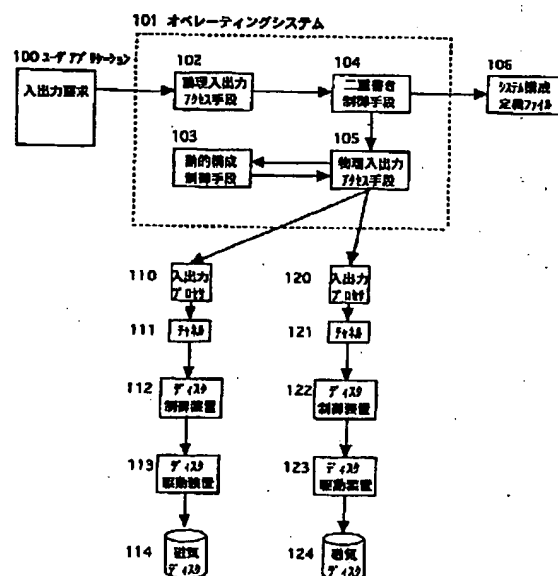 101 オペレーティングシステム
100 ユーザアプリケーション
入出力要求
102
論理入出力
アクセス手段
104
二重書き
制御手段
106
システム構成
定義ファイル
103
動的構成
制御手段
105
物理入出力
アクセス手段
110
入出力
プロセサ
120
入出力
プロセサ
111
チャネル
121
チャネル
112
ディスク
制御装置
122
ディスク
制御装置
113
ディスク
駆動装置
123
ディスク
駆動装置
114
磁気
ディスク
124
磁気
ディスク